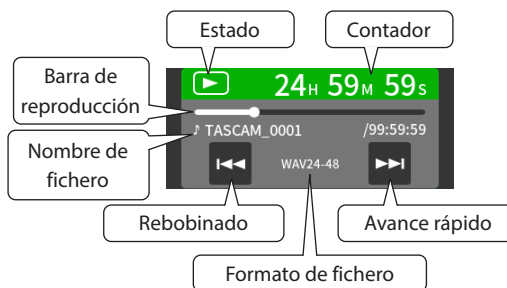 Estado
Contador
Barra de
reproducción
24H 59M 59S
TASCAM_0001
/99:59:59
Nombre de
fichero
WAV24-48
Rebobinado
Avance rápido
Formato de fichero